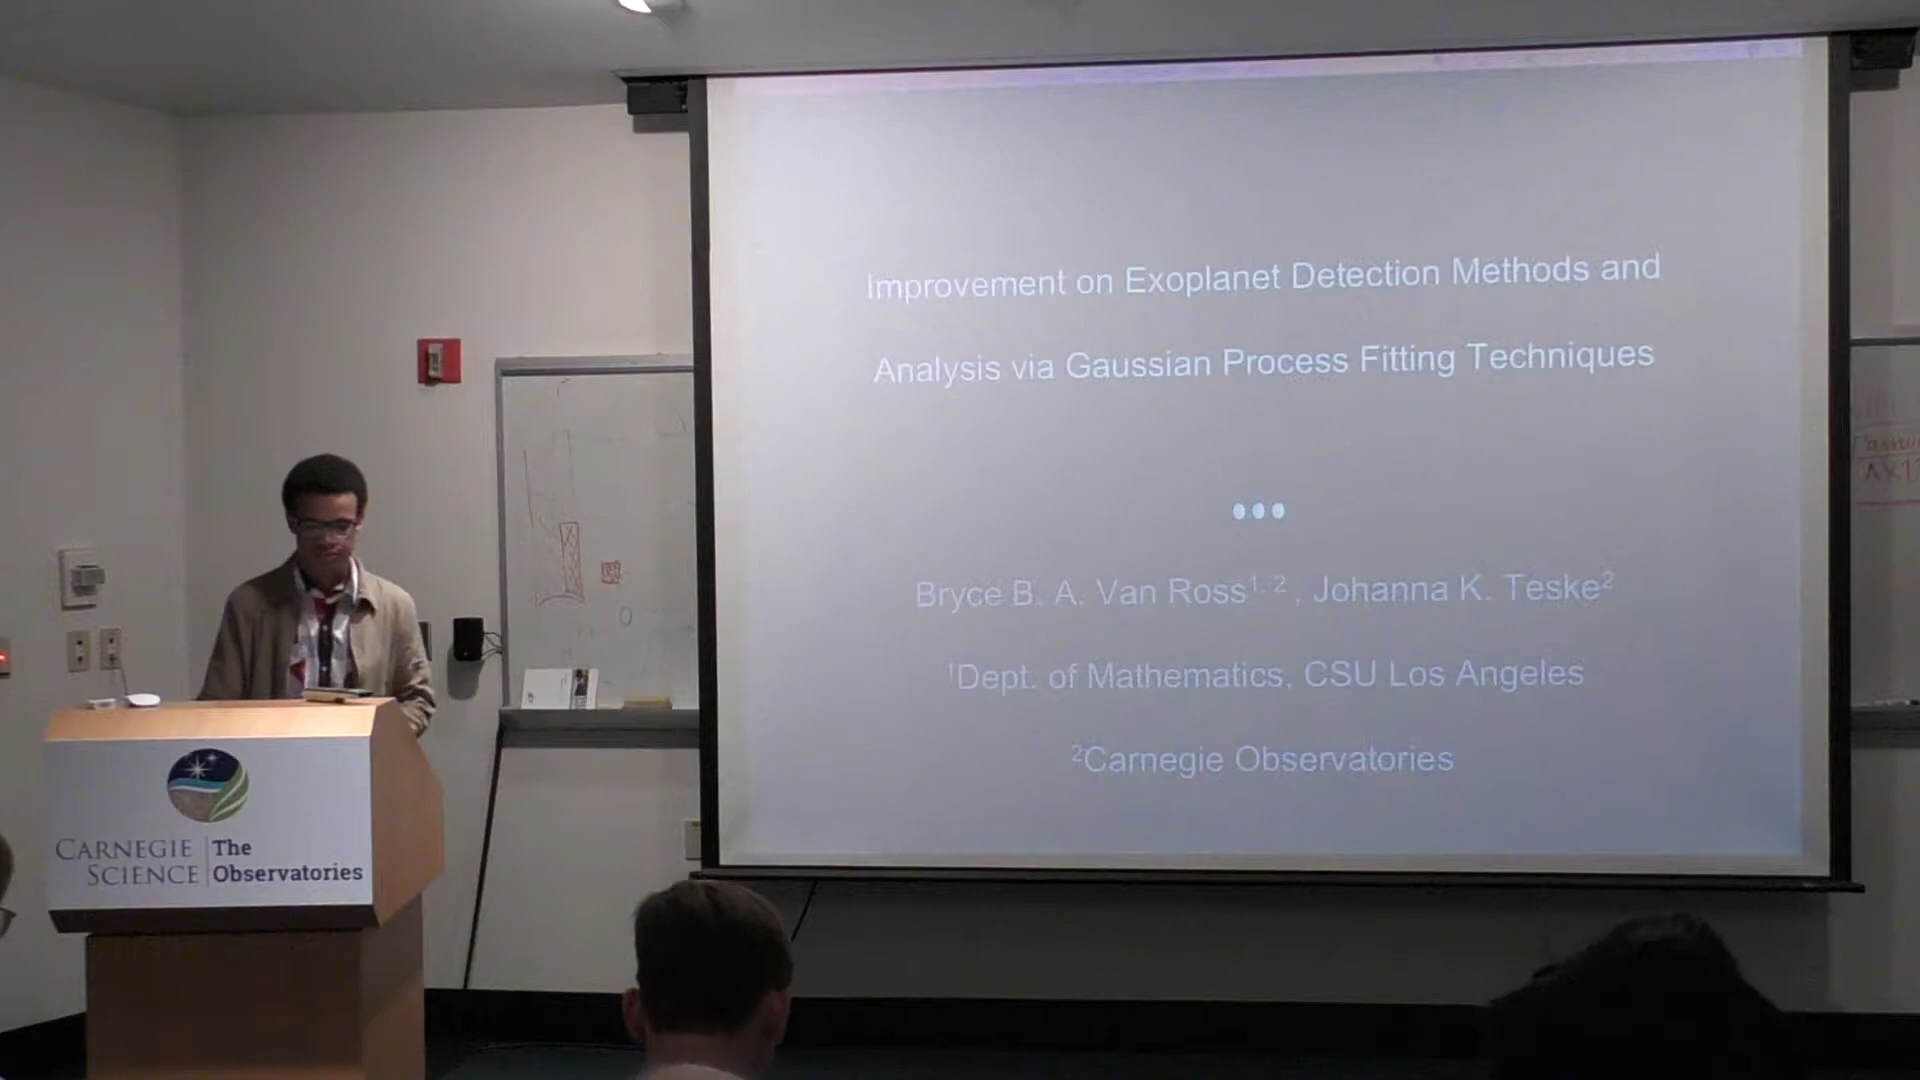 Improvement on Exoplanet Detection Methods and
Analysis via Gaussian Process Fitting Techniques
Bryce B. A. Van Ross1, 2 , Johanna K. Teske2
1Dept. of Mathematics, CSU Los Angeles
2Carnegie Observatories
CARNEGIE SCIENCE
The Observatories